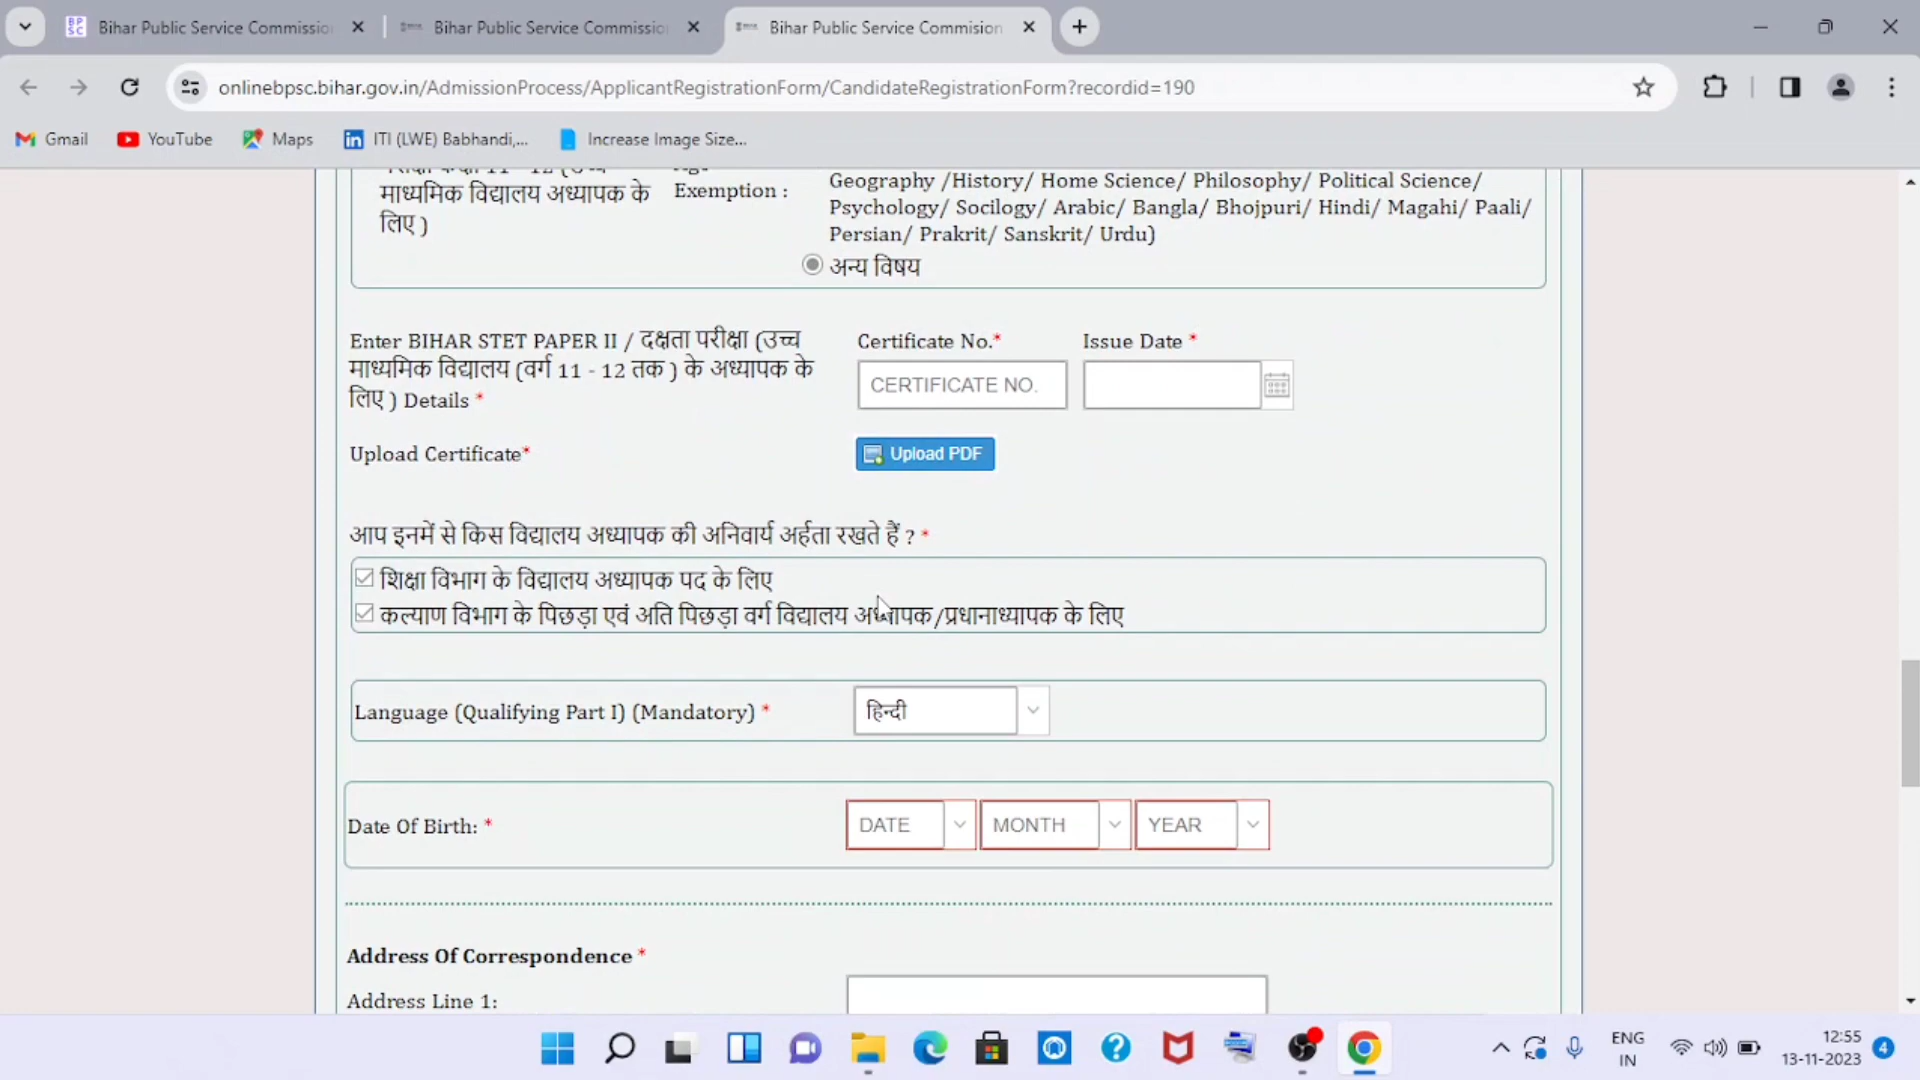 Bihar Public Service Commissio
Bihar Public Service Commissio
Bihar Public Service Commision
onlinebpsc.bihar.gov.in/AdmissionProcess/ApplicantRegistrationForm/CandidateRegistrationForm?recordid=190
Gmail
YouTube
Maps
ITI (LWE) Babhandi,...
Increase Image Size...
माध्यमिक विद्यालय अध्यापक के
लिए )
Exemption :
Geography /History/ Home Science/ Philosophy/ Political Science/
Psychology/ Socilogy/ Arabic/ Bangla/ Bhojpuri/ Hindi/ Magahi/ Paali/
Persian/ Prakrit/ Sanskrit/ Urdu)
अन्य विषय
Enter BIHAR STET PAPER II / दक्षता परीक्षा (उच्च
माध्यमिक विद्यालय (वर्ग 11 - 12 तक ) के अध्यापक के
लिए ) Details *
Certificate No.*
Issue Date *
CERTIFICATE NO.
Upload Certificate*
Upload PDF
आप इनमें से किस विद्यालय अध्यापक की अनिवार्य अर्हता रखते हैं ? *
शिक्षा विभाग के विद्यालय अध्यापक पद के लिए
कल्याण विभाग के पिछड़ा एवं अति पिछड़ा वर्ग विद्यालय अध्यापक/प्रधानाध्यापक के लिए
Language (Qualifying Part I) (Mandatory) *
हिन्दी
Date Of Birth: *
DATE
MONTH
YEAR
Address Of Correspondence *
Address Line 1:
ENG
IN
12:55
13-11-2023
4